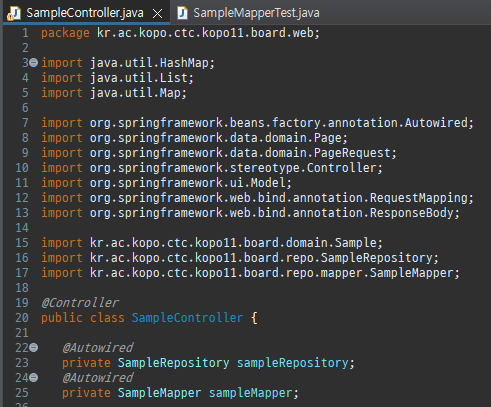 SampleController.java
SampleMapperTest.java
1 package kr.ac.kopo.ctc.kopo11.board.web;
2
3 import java.util.HashMap;
4 import java.util.List;
5 import java.util.Map;
6
7 import org.springframework.beans.factory.annotation.Autowired;
8 import org.springframework.data.domain.Page;
9 import org.springframework.data.domain.PageRequest;
10 import org.springframework.stereotype.Controller;
11 import org.springframework.ui.Model;
12 import org.springframework.web.bind.annotation.RequestMapping;
13 import org.springframework.web.bind.annotation.ResponseBody;
14
15 import kr.ac.kopo.ctc.kopo11.board.domain.Sample;
16 import kr.ac.kopo.ctc.kopo11.board.repo.SampleRepository;
17 import kr.ac.kopo.ctc.kopo11.board.repo.mapper.SampleMapper;
18
19 @Controller
20 public class SampleController {
21
22 @Autowired
23 private SampleRepository sampleRepository;
24 @Autowired
25 private SampleMapper sampleMapper;
26